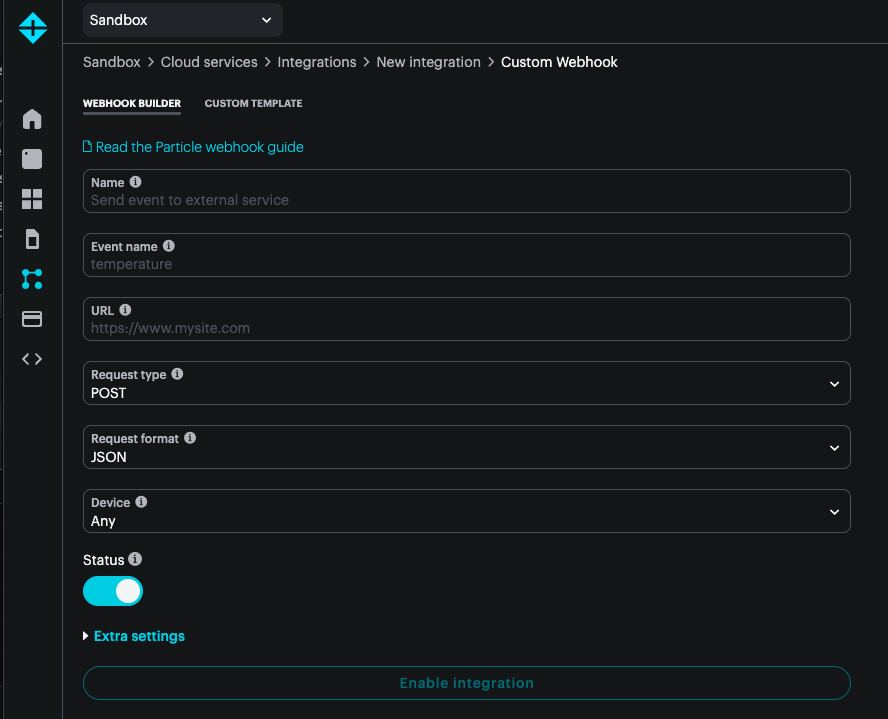 Sandbox
Sandbox > Cloud services > Integrations > New integration > Custom Webhook
WEBHOOK BUILDER CUSTOM TEMPLATE
Read the Particle webhook guide
Name
Send event to external service
Event name
temperature
URL
https://www.mysite.com
Request type
POST
Request format
JSON
Device
Any
Status
Extra settings
Enable integration